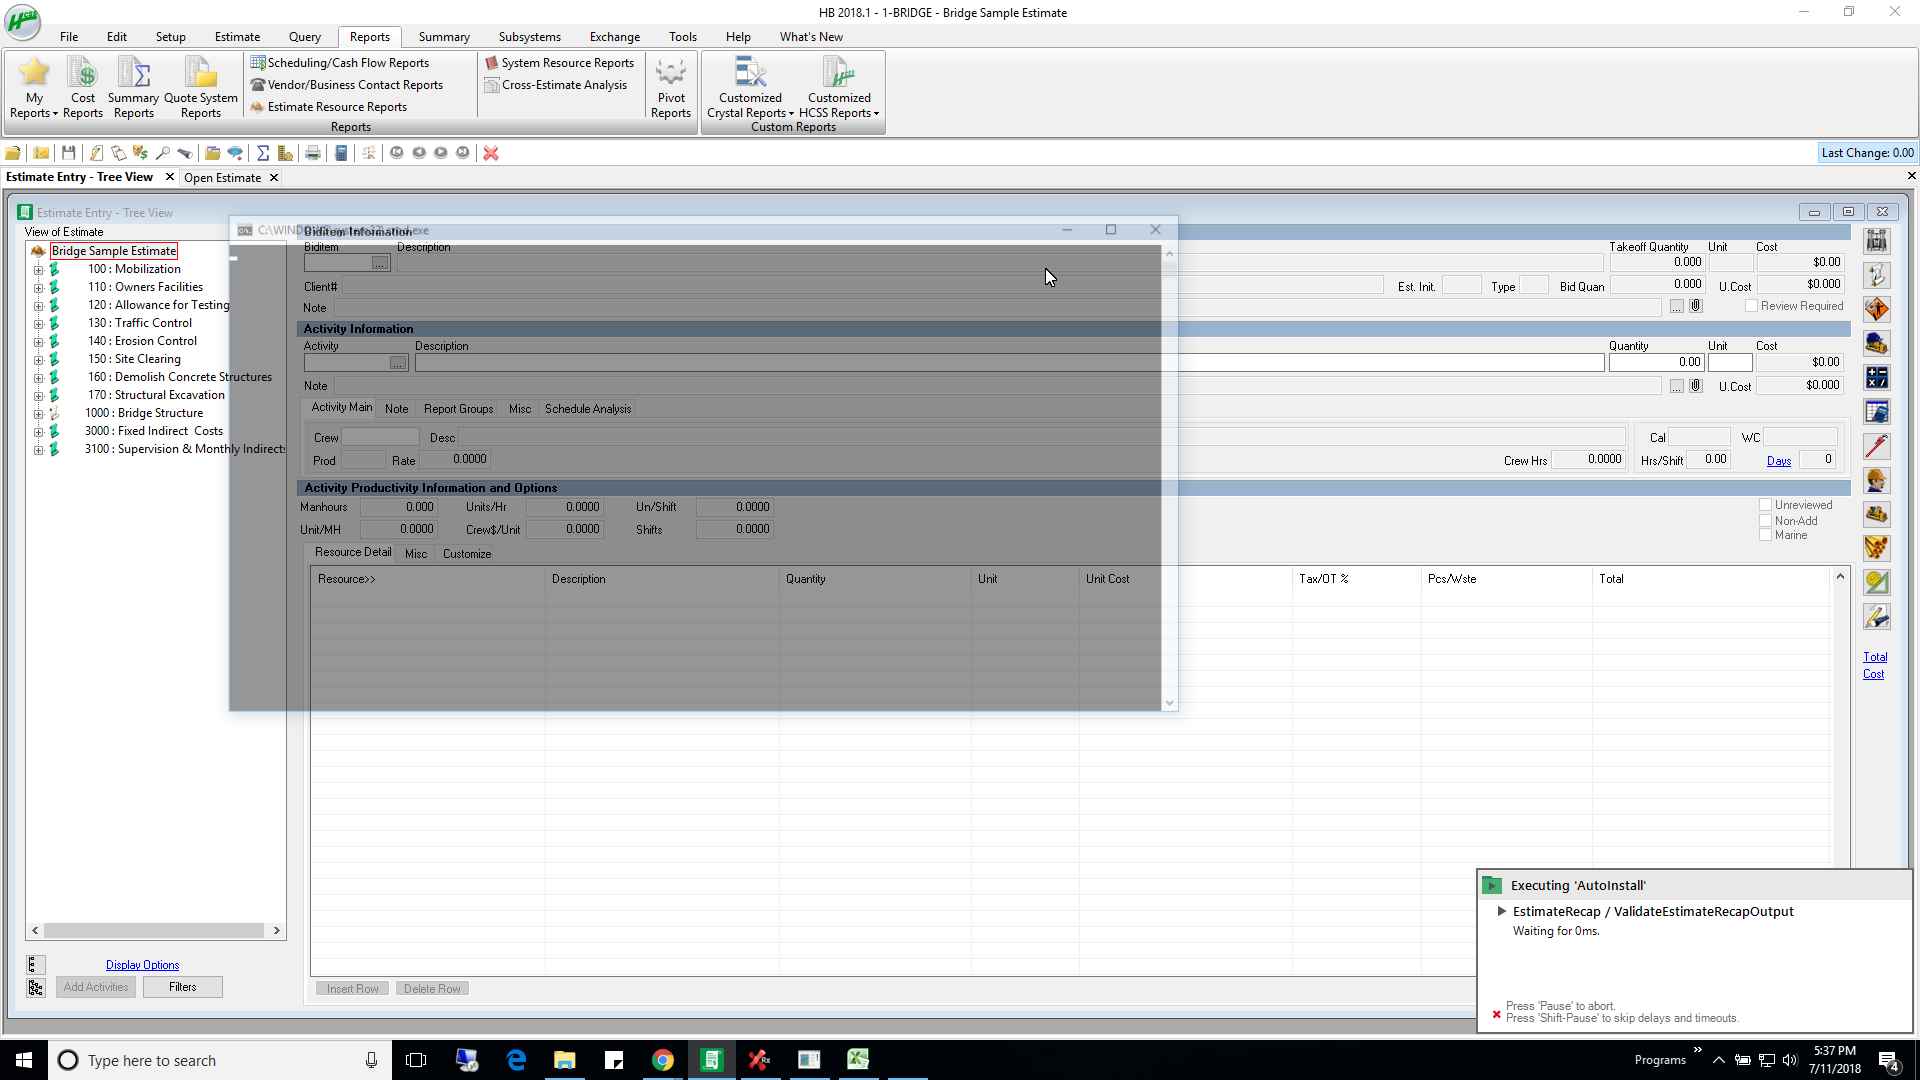 HB 2018.1 - 1-BRIDGE - Bridge Sample Estimate
File Edit Setup Estimate Query Reports Summary Subsystems Exchange Tools Help What's New
My Reports
Cost Reports
Summary Reports
Quote System Reports
Scheduling/Cash Flow Reports
Vendor/Business Contact Reports
Estimate Resource Reports
System Resource Reports
Cross-Estimate Analysis
Pivot Reports
Customized Crystal Reports
Customized HCSS Reports
Reports
Custom Reports
Last Change: 0.00
Estimate Entry - Tree View
Open Estimate
Estimate Entry - Tree View
View of Estimate
Bridge Sample Estimate
100 : Mobilization
110 : Owners Facilities
120 : Allowance for Testing
130 : Traffic Control
140 : Erosion Control
150 : Site Clearing
160 : Demolish Concrete Structures
170 : Structural Excavation
1000 : Bridge Structure
3000 : Fixed Indirect Costs
3100 : Supervision & Monthly Indirects
Display Options
Add Activities
Filters
Biditem Information
Biditem Description Takeoff Quantity Unit Cost
0.000 $0.00
Client# Est. Init. Type Bid Quan 0.000 U.Cost $0.000
Note ... Review Required
Activity Information
Activity Description Quantity Unit Cost
... 0.00 $0.00
Note ... U.Cost $0.000
Activity Main Note Report Groups Misc Schedule Analysis
Crew Desc Cal WC
Prod Rate 0.0000 Crew Hrs 0.0000 Hrs/Shift 0.00 Days 0
Activity Productivity Information and Options
Manhours 0.000 Units/Hr 0.0000 Un/Shift 0.0000 Unreviewed
Non-Add
Unit/MH 0.0000 Crew$/Unit 0.0000 Shifts 0.0000 Marine
Resource Detail Misc Customize
Resource>> Description Quantity Unit Unit Cost Tax/OT % Pcs/Wste Total
Total Cost
Insert Row Delete Row
Executing 'AutoInstall'
EstimateRecap / ValidateEstimateRecapOutput
Waiting for 0ms.
Press 'Pause' to abort.
Press 'Shift-Pause' to skip delays and timeouts.
Type here to search
Programs
5:37 PM
7/11/2018
4